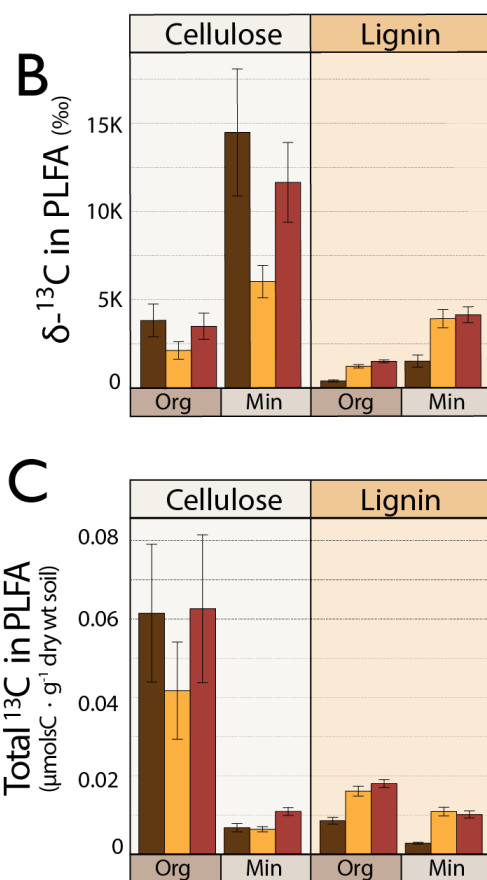 B
Cellulose Lignin
δ-¹³C in PLFA (‰)
15K
10K
5K
0
Org Min Org Min
C
Cellulose Lignin
Total ¹³C in PLFA
(µmolsC · g⁻¹ dry wt soil)
0.08
0.06
0.04
0.02
0
Org Min Org Min